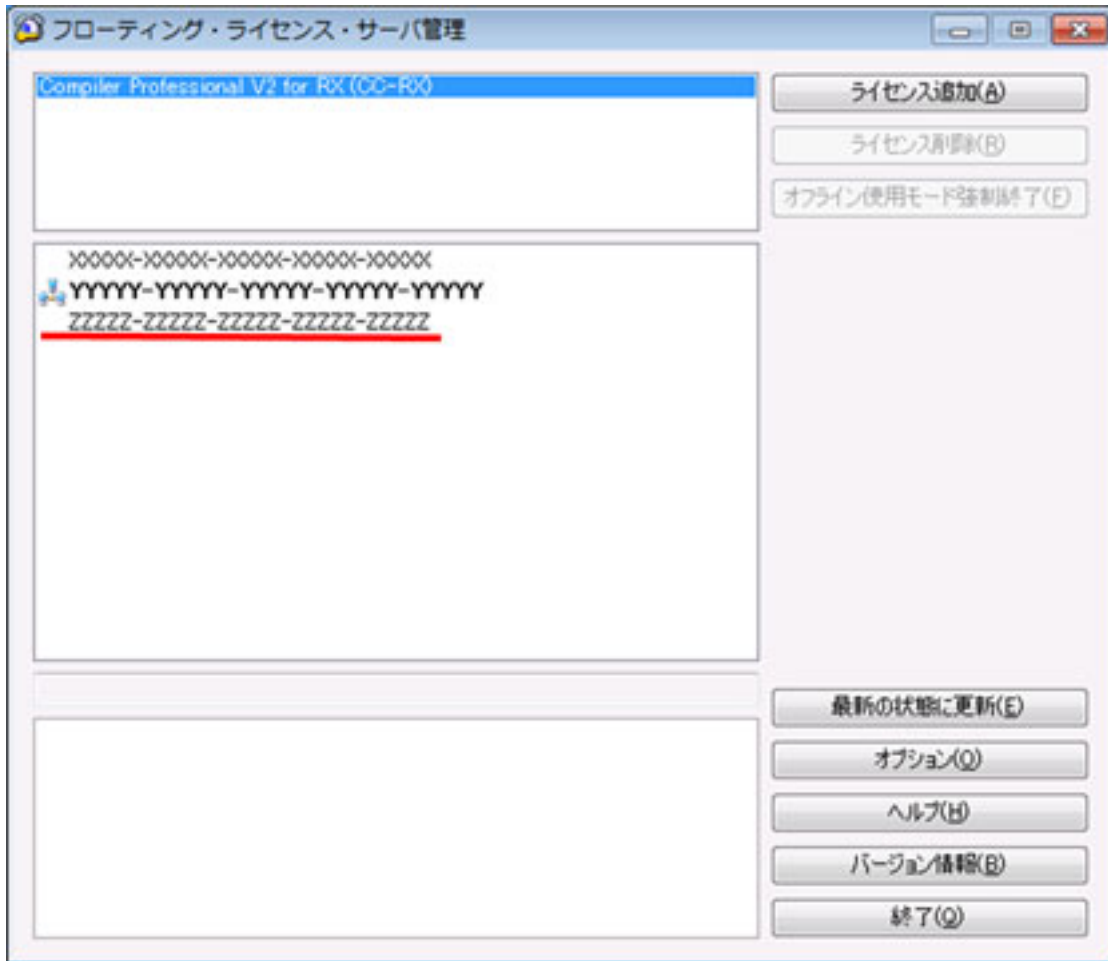 フローティング・ライセンス・サーバ管理
Compiler Professional V2 for RX (CC-RX)
ライセンス追加(A)
ライセンス削除(R)
オフライン使用モード強制終了(F)
XXXXX-XXXXX-XXXXX-XXXXX-XXXXX
YYYYY-YYYYY-YYYYY-YYYYY-YYYYY
ZZZZZ-ZZZZZ-ZZZZZ-ZZZZZ-ZZZZZ
最新の状態に更新(E)
オプション(O)
ヘルプ(H)
バージョン情報(B)
終了(Q)